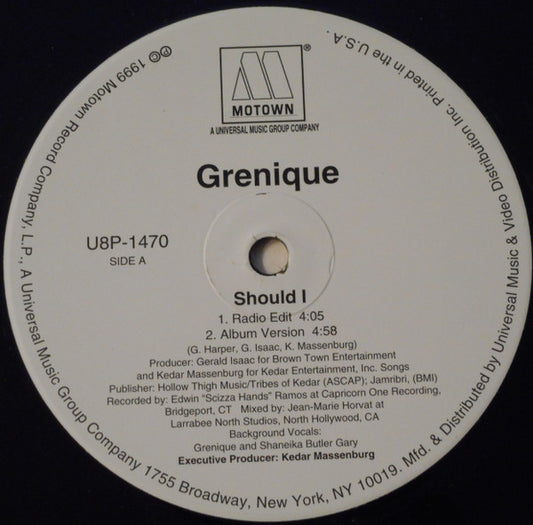 MOTOWN®
A UNIVERSAL MUSIC GROUP COMPANY
Grenique
U8P-1470
SIDE A
Should I
1. Radio Edit 4:05
2. Album Version 4:58
(G. Harper, G. Isaac, K. Massenburg)
Producer: Gerald Isaac for Brown Town Entertainment
and Kedar Massenburg for Kedar Entertainment, Inc. Songs
Publisher: Hollow Thigh Music/Tribes of Kedar (ASCAP); Jamribri, (BMI)
Recorded by: Edwin "Scizza Hands" Ramos at Capricorn One Recording,
Bridgeport, CT Mixed by: Jean-Marie Horvat at
Larrabee North Studios, North Hollywood, CA
Background Vocals:
Grenique and Shaneika Butler Gary
Executive Producer: Kedar Massenburg
℗© 1999 Motown Record Company, L.P., A Universal Music Group Company 1755 Broadway, New York, NY 10019. Mfd. & Distributed by Universal Music & Video Distribution Inc. Printed in the U.S.A.